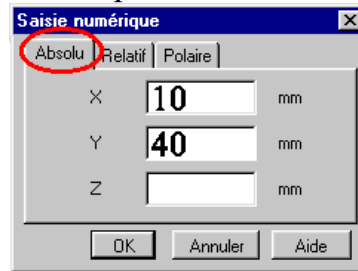 Saisie numérique
Absolu Relatif Polaire
X 10 mm
Y 40 mm
Z mm
OK Annuler Aide